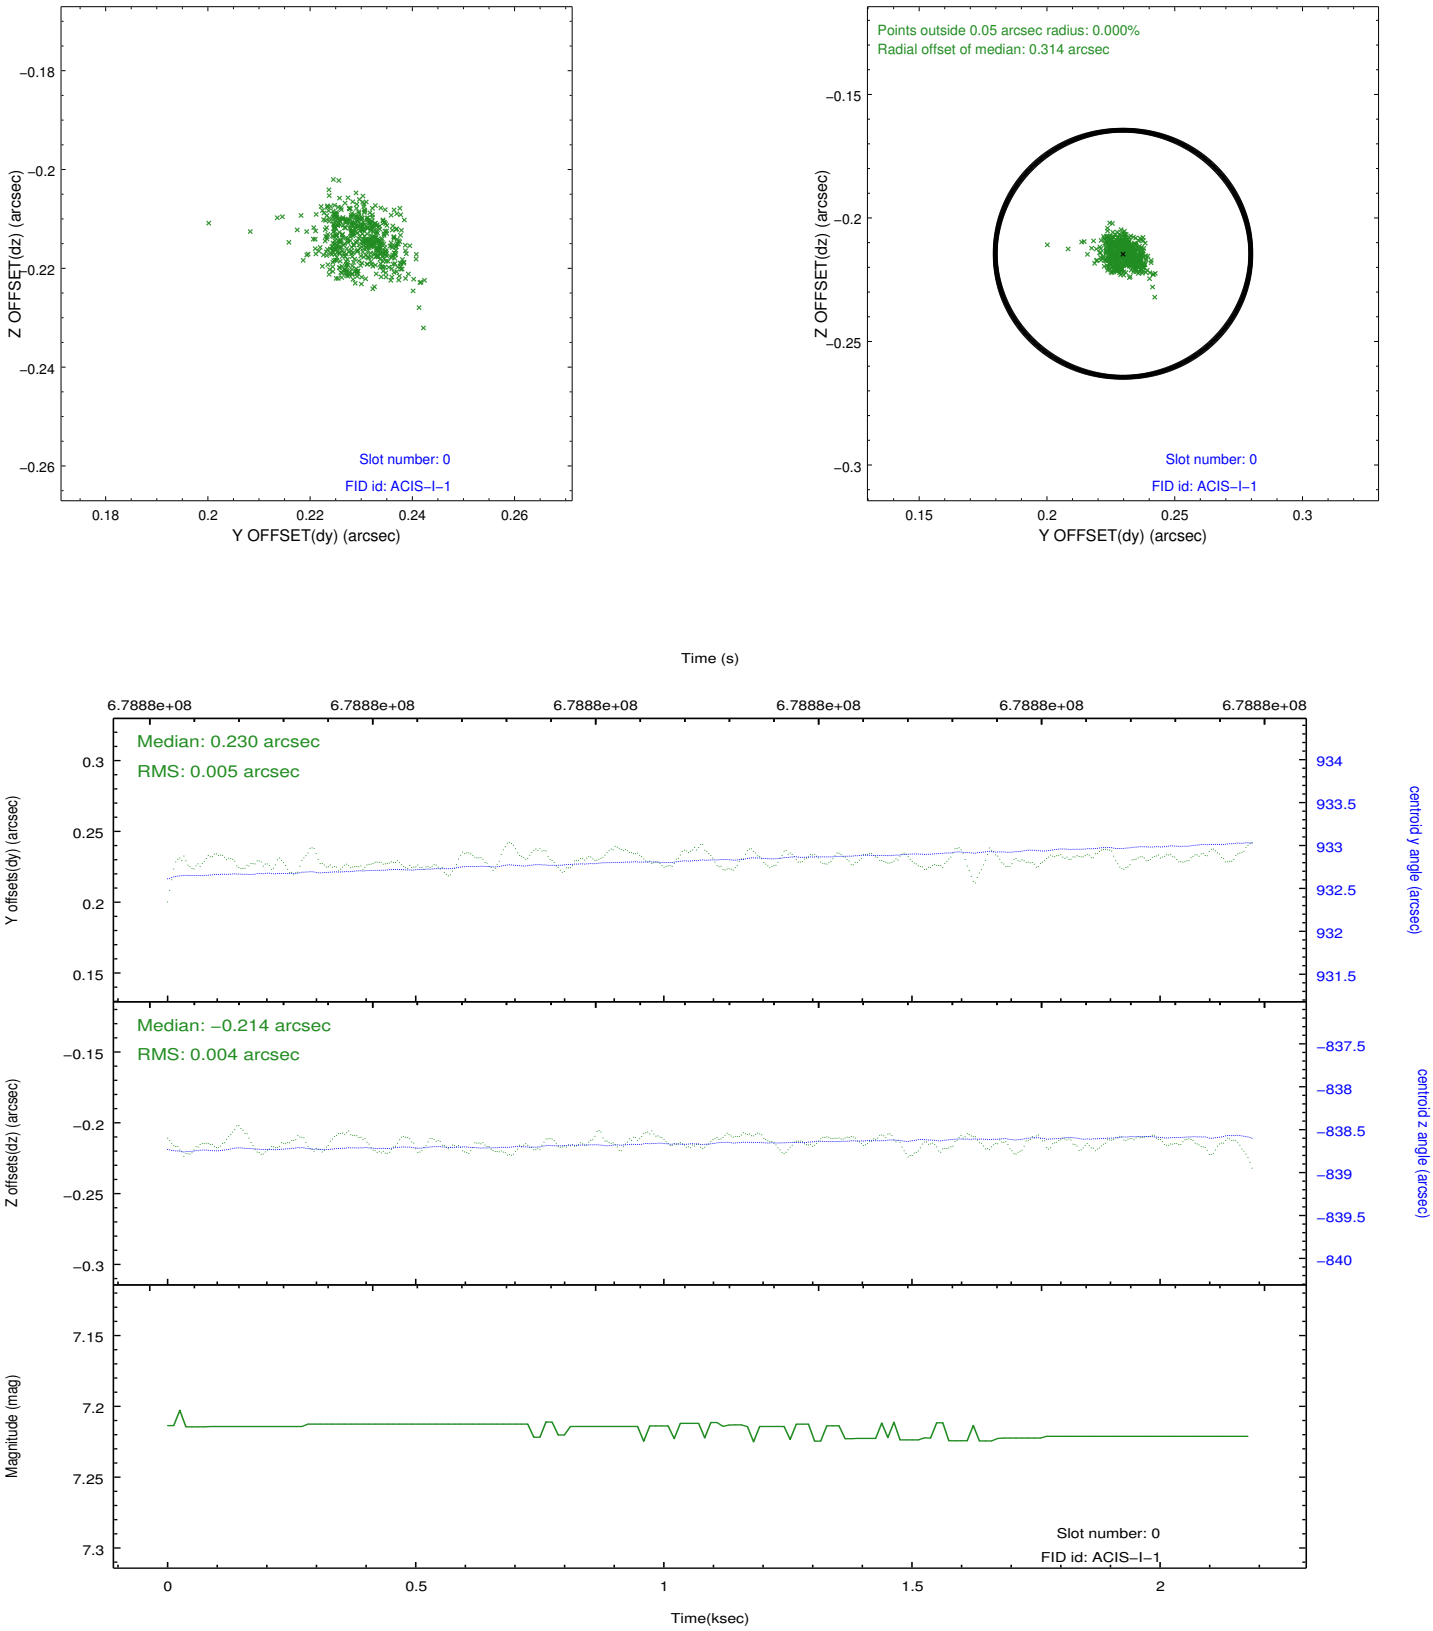 Z OFFSET(dz) (arcsec)
−0.18
−0.2
−0.22
−0.24
−0.26
Slot number: 0
FID id: ACIS−I−1
0.18 0.2 0.22 0.24 0.26
Y OFFSET(dy) (arcsec)
Points outside 0.05 arcsec radius: 0.000%
Radial offset of median: 0.314 arcsec
Z OFFSET(dz) (arcsec)
−0.15
−0.2
−0.25
−0.3
Slot number: 0
FID id: ACIS−I−1
0.15 0.2 0.25 0.3
Y OFFSET(dy) (arcsec)
Time (s)
6.7888e+08 6.7888e+08 6.7888e+08 6.7888e+08 6.7888e+08 6.7888e+08
Median: 0.230 arcsec
RMS: 0.005 arcsec
Y offsets(dy) (arcsec)
0.3
0.25
0.2
0.15
934
933.5
933
932.5
932
931.5
centroid y angle (arcsec)
Median: −0.214 arcsec
RMS: 0.004 arcsec
Z offsets(dz) (arcsec)
−0.15
−0.2
−0.25
−0.3
−837.5
−838
−838.5
−839
−839.5
−840
centroid z angle (arcsec)
Magnitude (mag)
7.15
7.2
7.25
7.3
Slot number: 0
FID id: ACIS−I−1
0 0.5 1 1.5 2
Time(ksec)